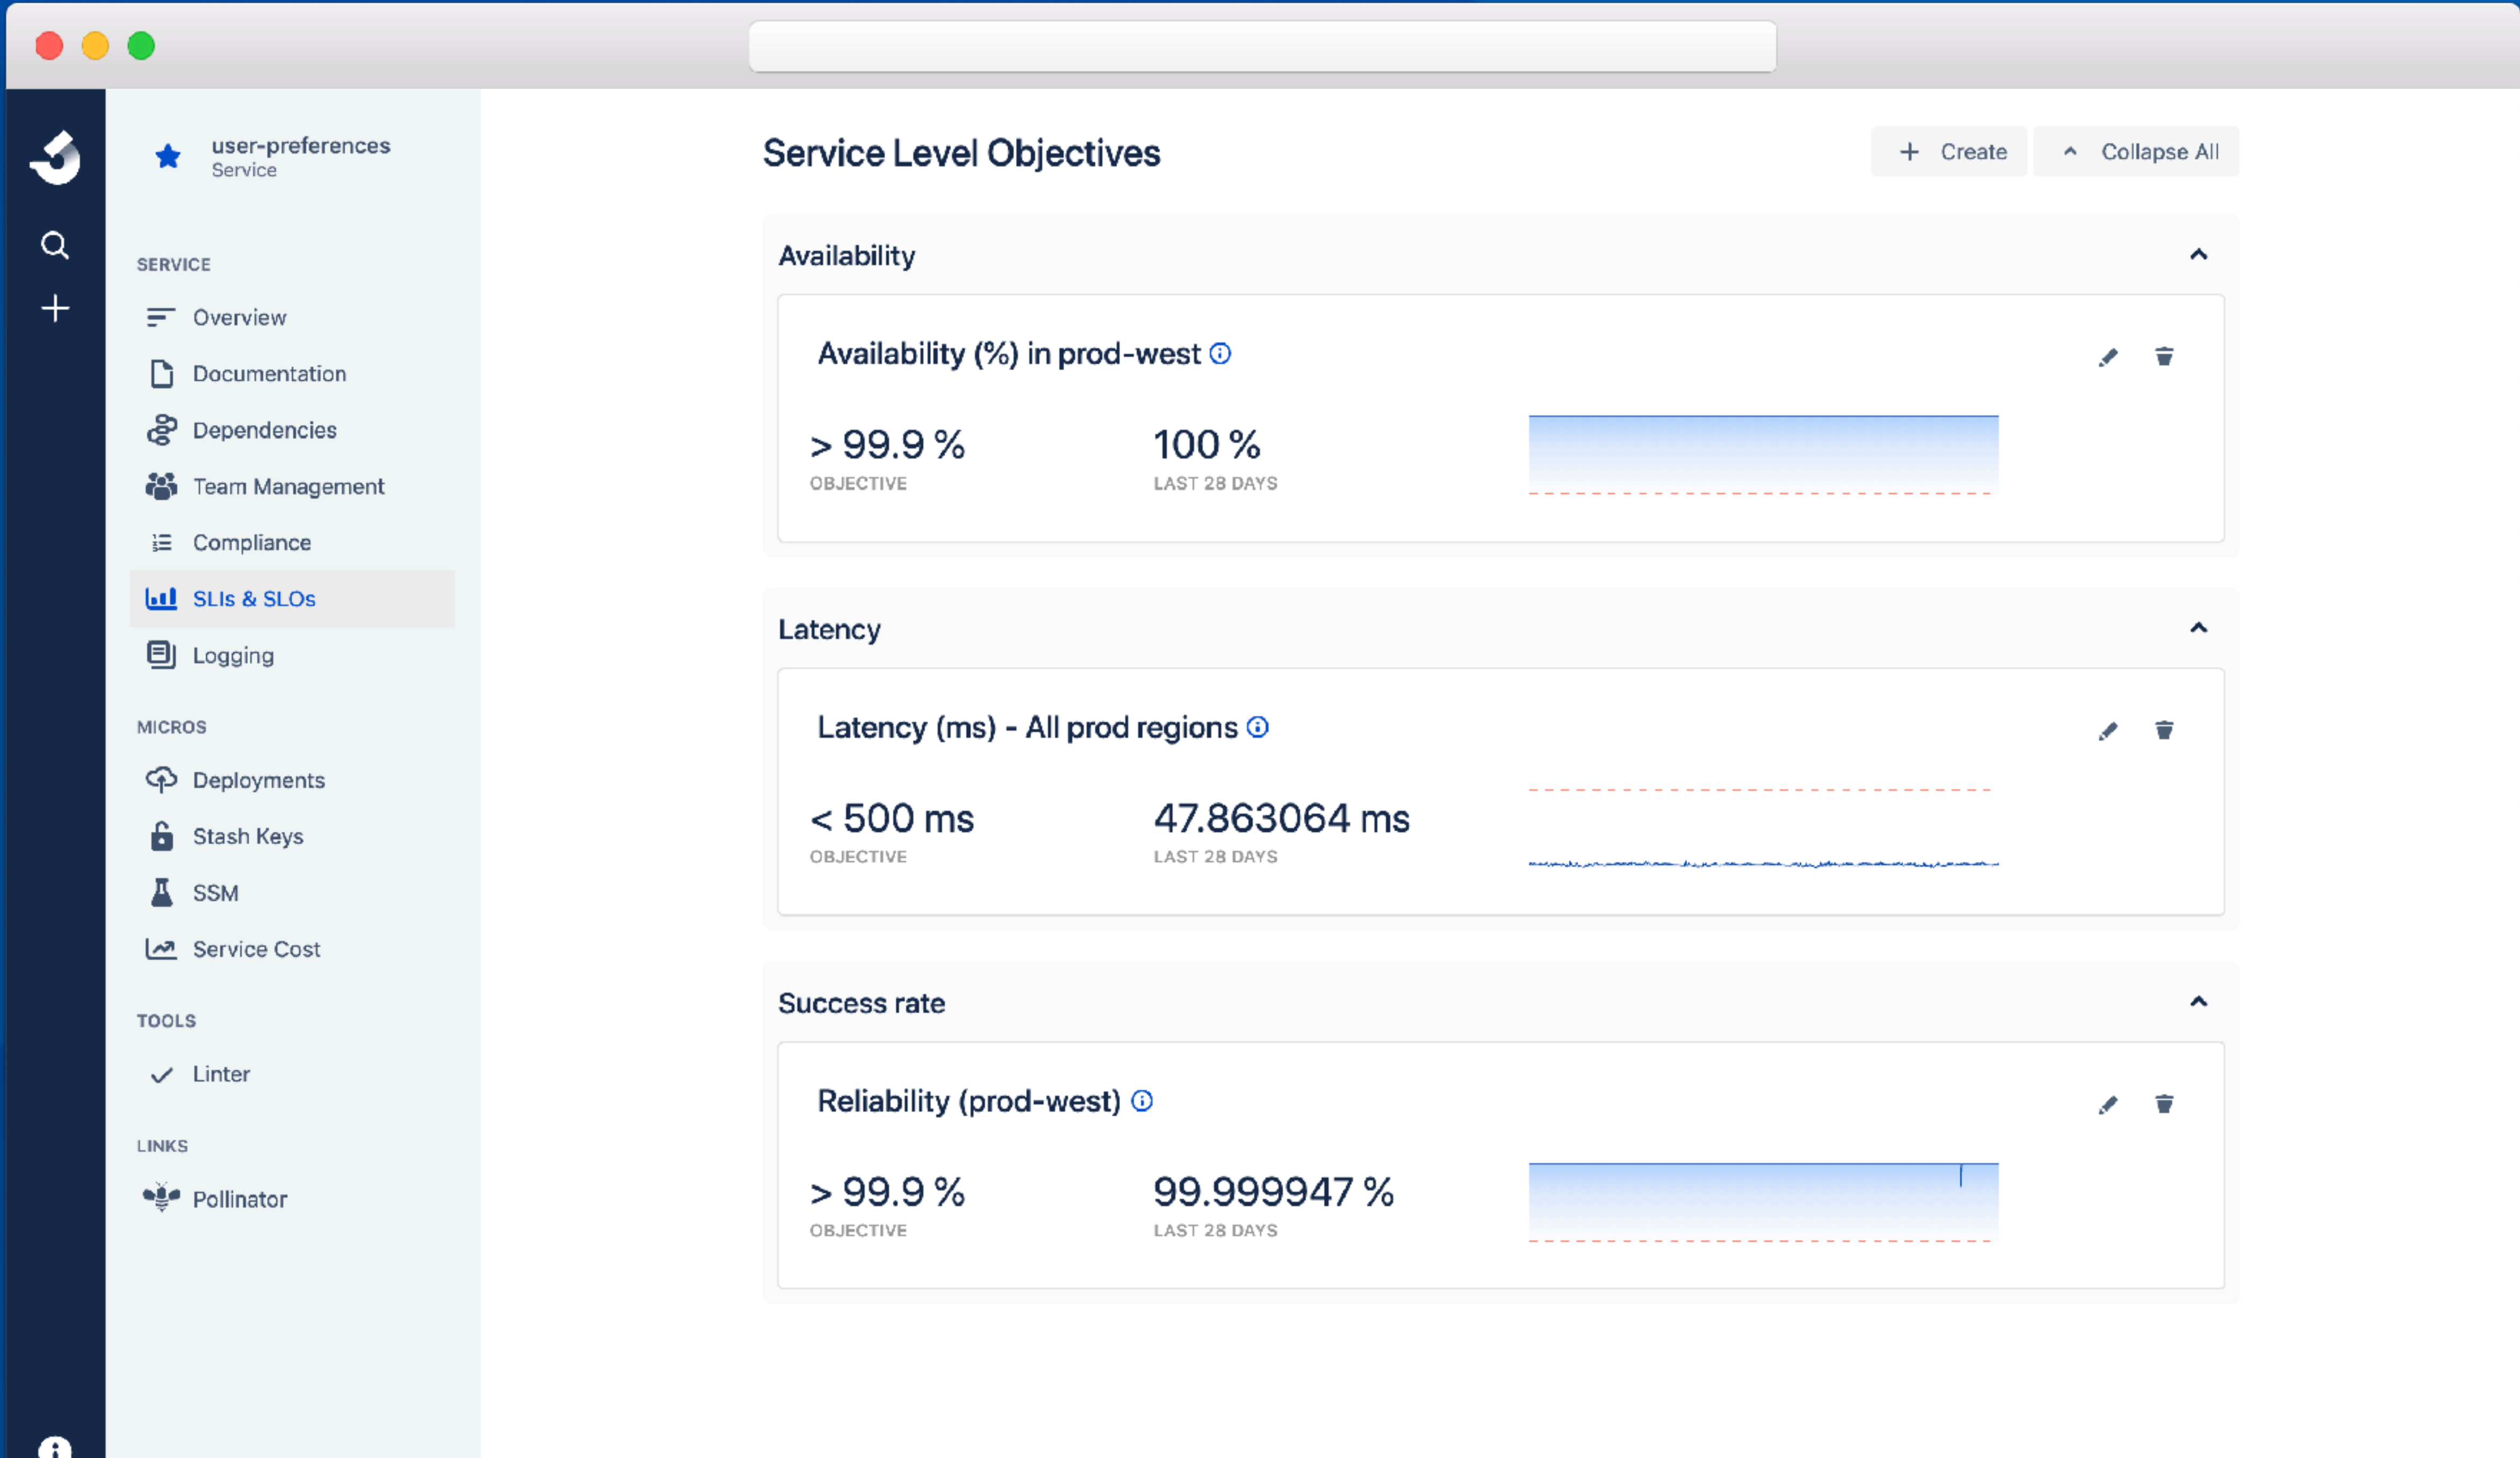 user-preferences
Service
SERVICE
Overview
Documentation
Dependencies
Team Management
Compliance
SLIs & SLOs
Logging
MICROS
Deployments
Stash Keys
SSM
Service Cost
TOOLS
Linter
LINKS
Pollinator
Service Level Objectives
Create
Collapse All
Availability
Availability (%) in prod-west
> 99.9 %
100 %
OBJECTIVE
LAST 28 DAYS
Latency
Latency (ms) - All prod regions
< 500 ms
47.863064 ms
OBJECTIVE
LAST 28 DAYS
Success rate
Reliability (prod-west)
> 99.9 %
99.999947 %
OBJECTIVE
LAST 28 DAYS